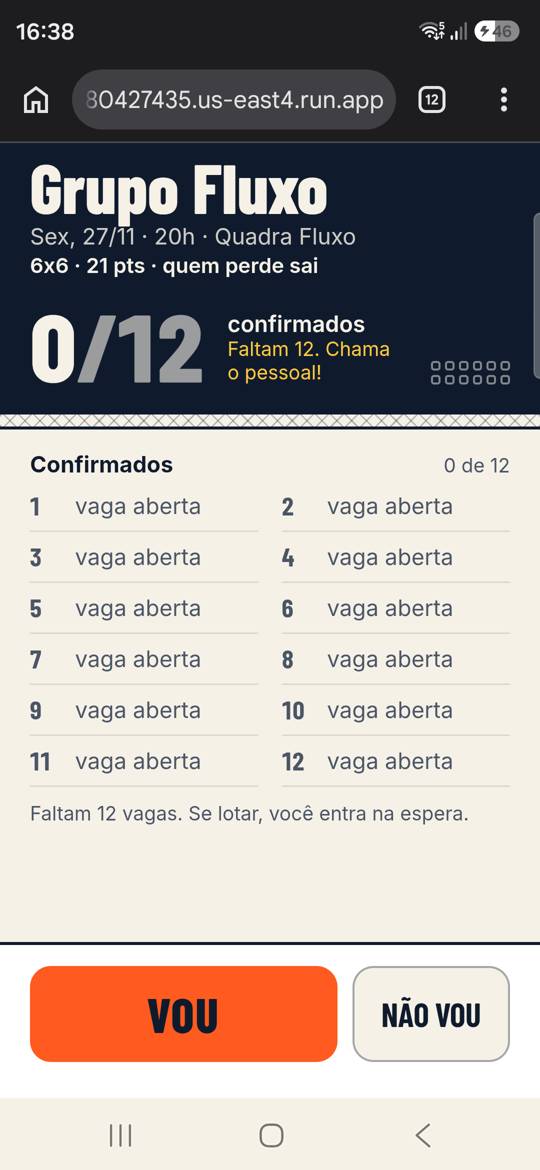 16:38
46
80427435.us-east4.run.app
12
Grupo Fluxo
Sex, 27/11 · 20h · Quadra Fluxo
6x6 · 21 pts · quem perde sai
0/12
confirmados
Faltam 12. Chama
o pessoal!
Confirmados
0 de 12
1 vaga aberta
2 vaga aberta
3 vaga aberta
4 vaga aberta
5 vaga aberta
6 vaga aberta
7 vaga aberta
8 vaga aberta
9 vaga aberta
10 vaga aberta
11 vaga aberta
12 vaga aberta
Faltam 12 vagas. Se lotar, você entra na espera.
VOU
NÃO VOU